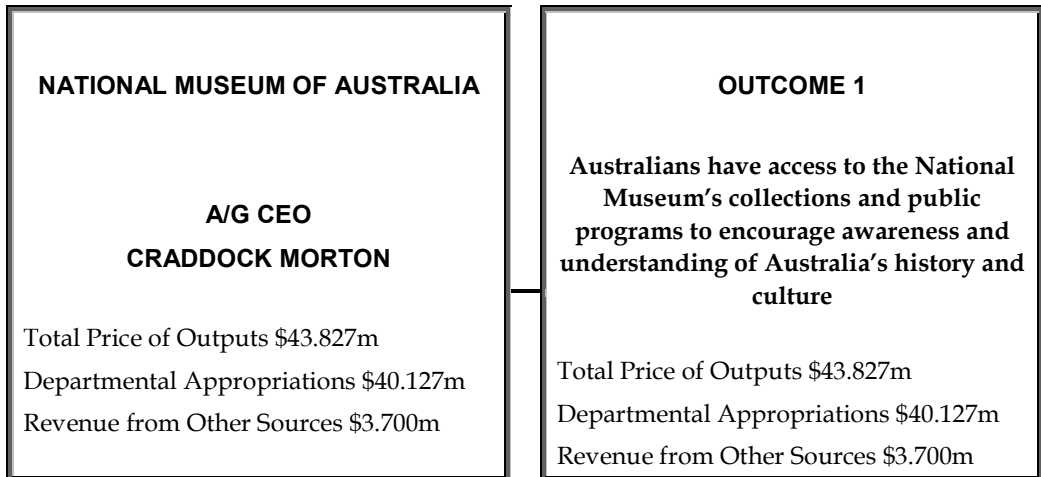 NATIONAL MUSEUM OF AUSTRALIA
A/G CEO
CRADDOCK MORTON
Total Price of Outputs $43.827m
Departmental Appropriations $40.127m
Revenue from Other Sources $3.700m
OUTCOME 1
Australians have access to the National
Museum’s collections and public
programs to encourage awareness and
understanding of Australia’s history and
culture
Total Price of Outputs $43.827m
Departmental Appropriations $40.127m
Revenue from Other Sources $3.700m